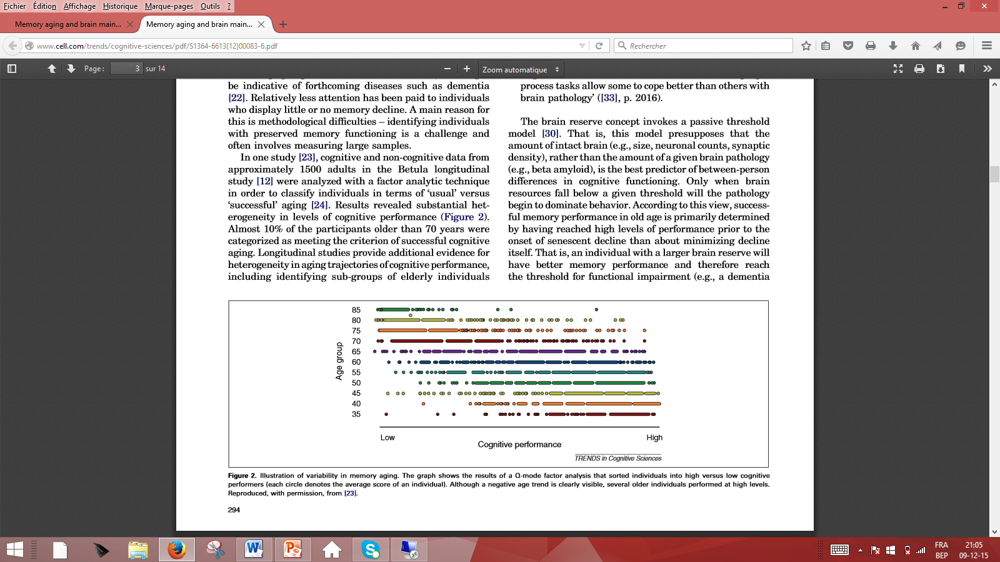 Fichier Édition Affichage Historique Marque-pages Outils ?
Memory aging and brain main... Memory aging and brain main...
www.cell.com/trends/cognitive-sciences/pdf/S1364-6613(12)00083-6.pdf
Rechercher
Page : 3 sur 14
Zoom automatique
be indicative of forthcoming diseases such as dementia
[22]. Relatively less attention has been paid to individuals
who display little or no memory decline. A main reason for
this is methodological difficulties – identifying individuals
with preserved memory functioning is a challenge and
often involves measuring large samples.
In one study [23], cognitive and non-cognitive data from
approximately 1500 adults in the Betula longitudinal
study [12] were analyzed with a factor analytic technique
in order to classify individuals in terms of ‘usual’ versus
‘successful’ aging [24]. Results revealed substantial het-
erogeneity in levels of cognitive performance (Figure 2).
Almost 10% of the participants older than 70 years were
categorized as meeting the criterion of successful cognitive
aging. Longitudinal studies provide additional evidence for
heterogeneity in aging trajectories of cognitive performance,
including identifying sub-groups of elderly individuals
process tasks allow some to cope better than others with
brain pathology’ ([33], p. 2016).
The brain reserve concept invokes a passive threshold
model [30]. That is, this model presupposes that the
amount of intact brain (e.g., size, neuronal counts, synaptic
density), rather than the amount of a given brain pathology
(e.g., beta amyloid), is the best predictor of between-person
differences in cognitive functioning. Only when brain
resources fall below a given threshold will the pathology
begin to dominate behavior. According to this view, success-
ful memory performance in old age is primarily determined
by having reached high levels of performance prior to the
onset of senescent decline than about minimizing decline
itself. That is, an individual with a larger brain reserve will
have better memory performance and therefore reach
the threshold for functional impairment (e.g., a dementia
Age group
85
80
75
70
65
60
55
50
45
40
35
Low High
Cognitive performance
TRENDS in Cognitive Sciences
Figure 2. Illustration of variability in memory aging. The graph shows the results of a Q-mode factor analysis that sorted individuals into high versus low cognitive
performers (each circle denotes the average score of an individual). Although a negative age trend is clearly visible, several older individuals performed at high levels.
Reproduced, with permission, from [23].
294
FRA 21:05
BEP 09-12-15